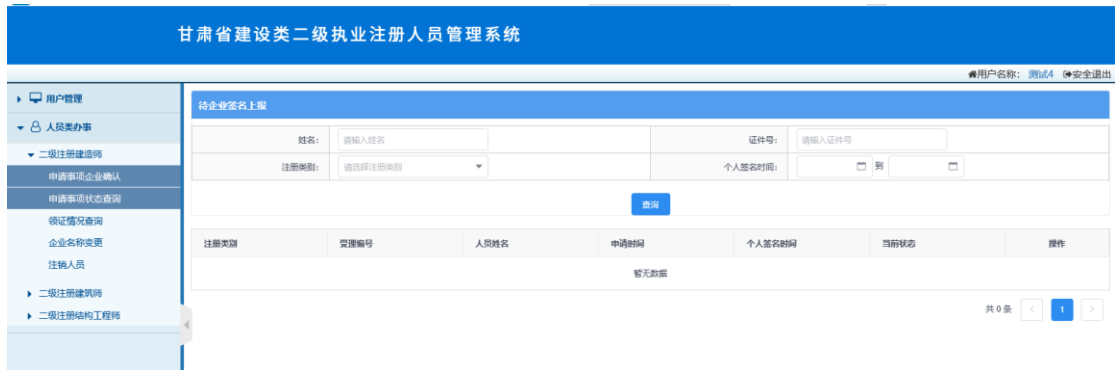 甘肃省建设类二级执业注册人员管理系统
用户名称： 测试4 安全退出
用户管理
人员类办事
二级注册建造师
申请事项企业确认
申请事项状态查询
领证情况查询
企业名称变更
注销人员
二级注册建筑师
二级注册结构工程师
待企业签名上报
姓名： 请输入姓名 证件号： 请输入证件号
注册类别： 请选择注册类别 个人签名时间： 到
查询
注册类别 受理编号 人员姓名 申请时间 个人签名时间 当前状态 操作
暂无数据
共 0 条 < 1 >